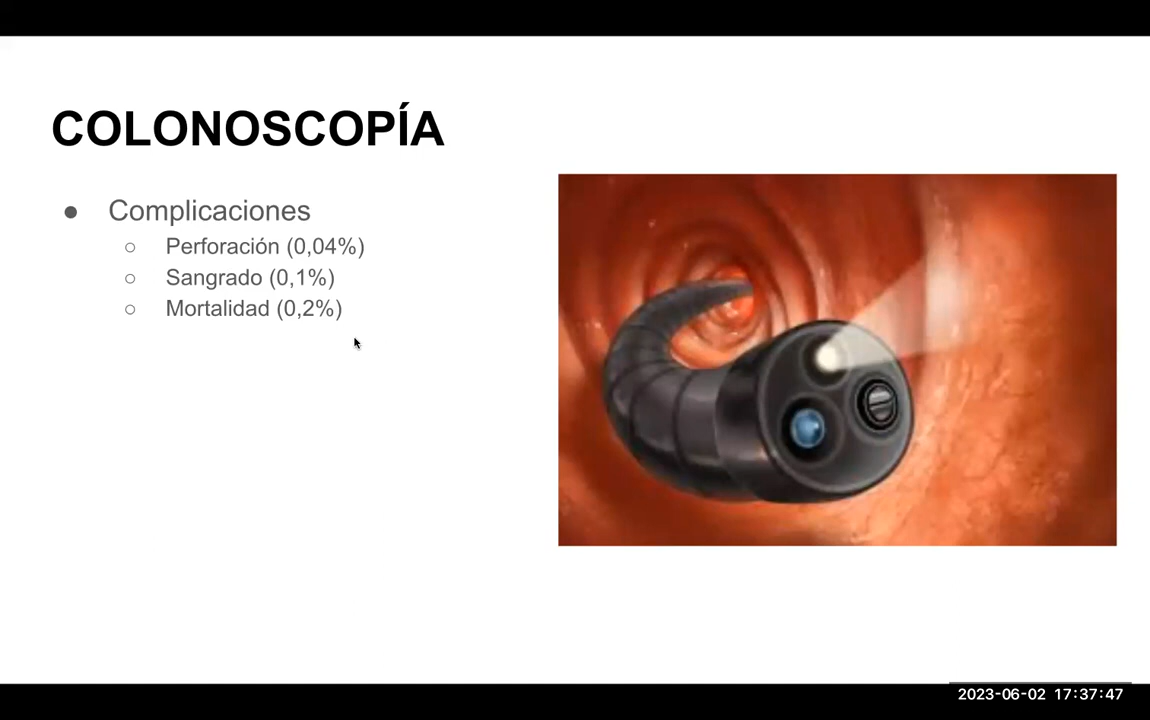 COLONOSCOPÍA
● Complicaciones
○ Perforación (0,04%)
○ Sangrado (0,1%)
○ Mortalidad (0,2%)
2023-06-02 17:37:47